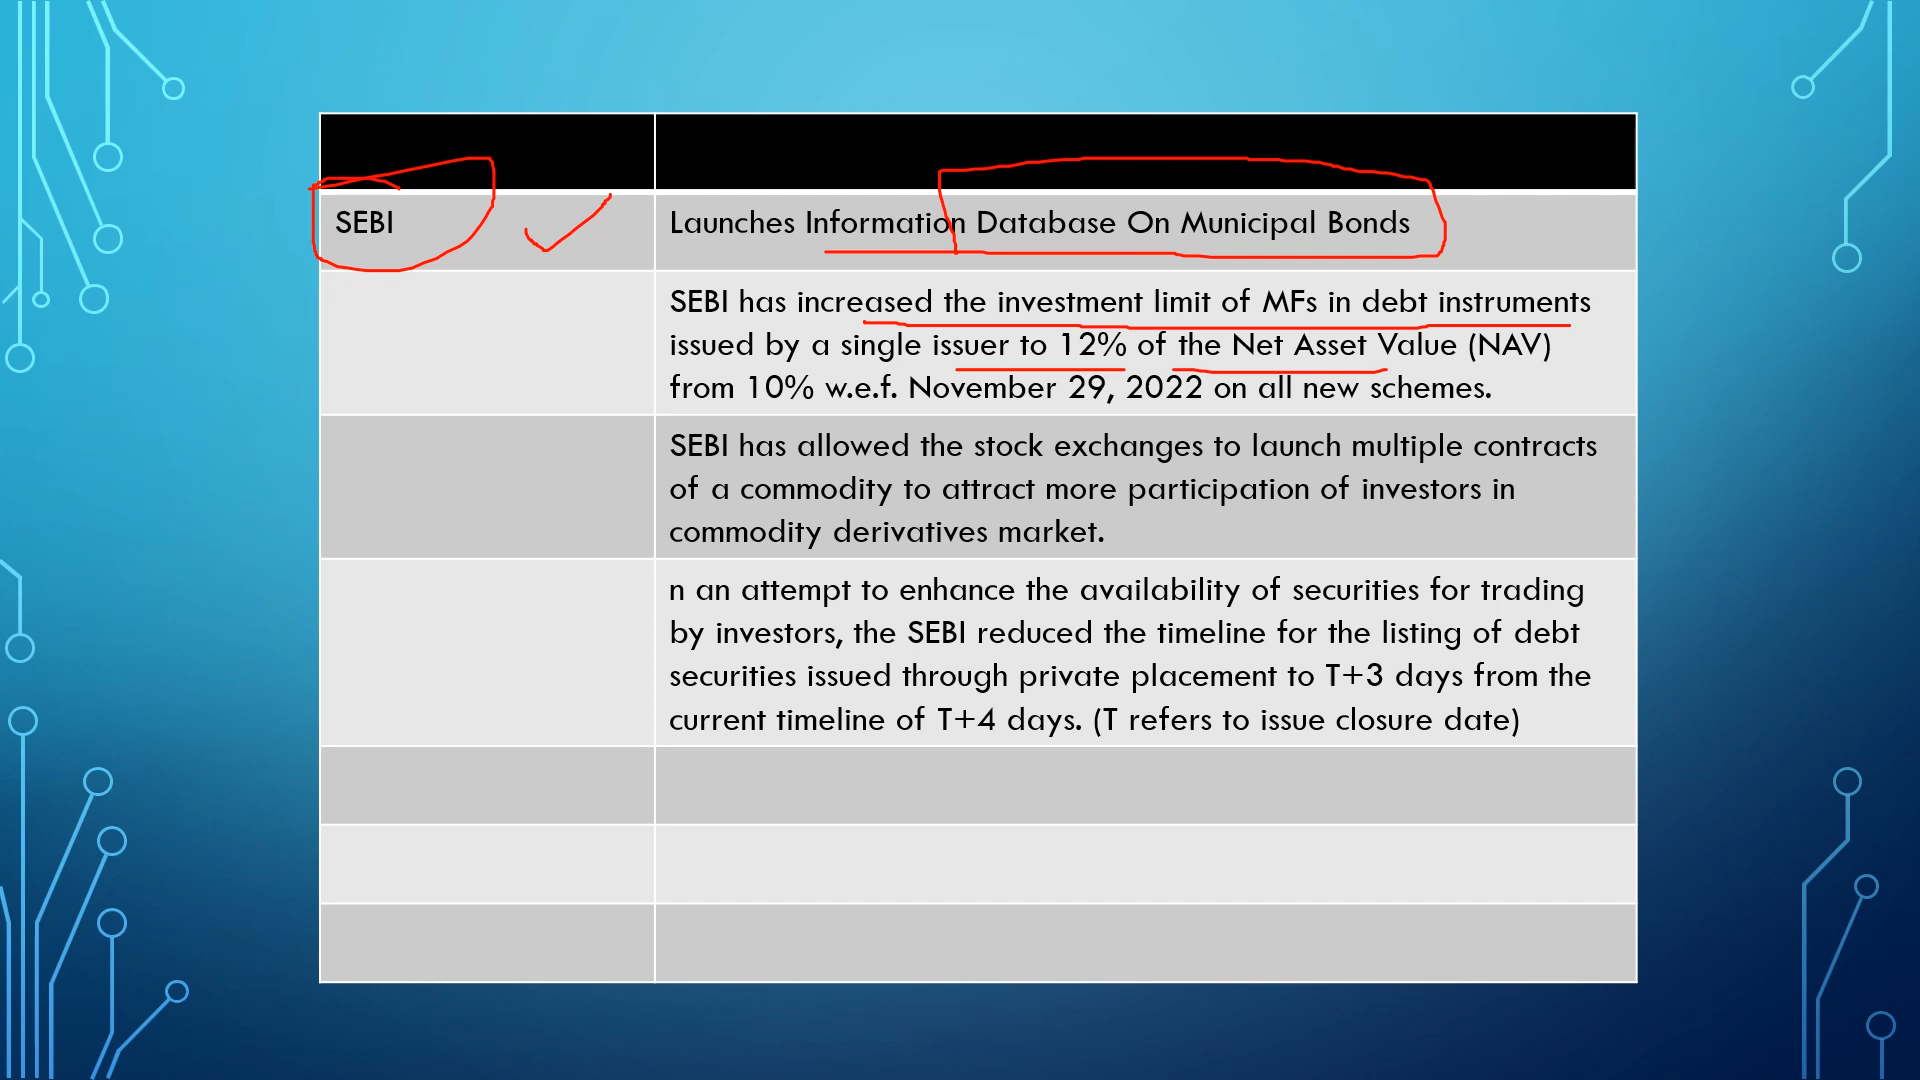 SEBI
Launches Information Database On Municipal Bonds
SEBI has increased the investment limit of MFs in debt instruments
issued by a single issuer to 12% of the Net Asset Value (NAV)
from 10% w.e.f. November 29, 2022 on all new schemes.
SEBI has allowed the stock exchanges to launch multiple contracts
of a commodity to attract more participation of investors in
commodity derivatives market.
n an attempt to enhance the availability of securities for trading
by investors, the SEBI reduced the timeline for the listing of debt
securities issued through private placement to T+3 days from the
current timeline of T+4 days. (T refers to issue closure date)